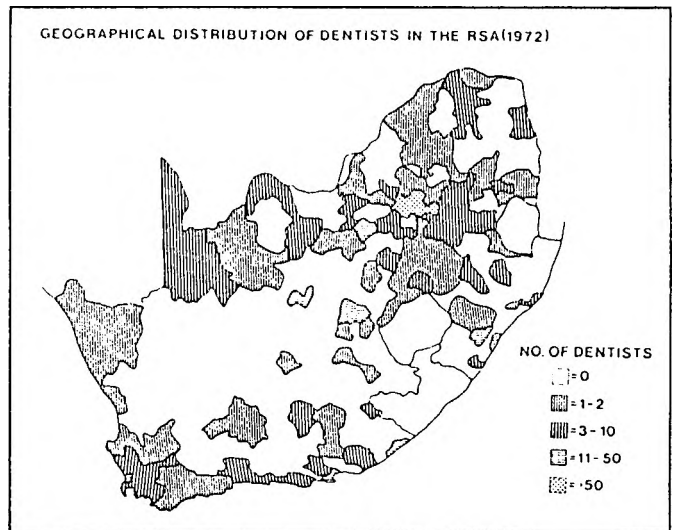 GEOGRAPHICAL DISTRIBUTION OF DENTISTS IN THE RSA(1972)
NO. OF DENTISTS
=0
=1-2
=3-10
=11-50
=·50